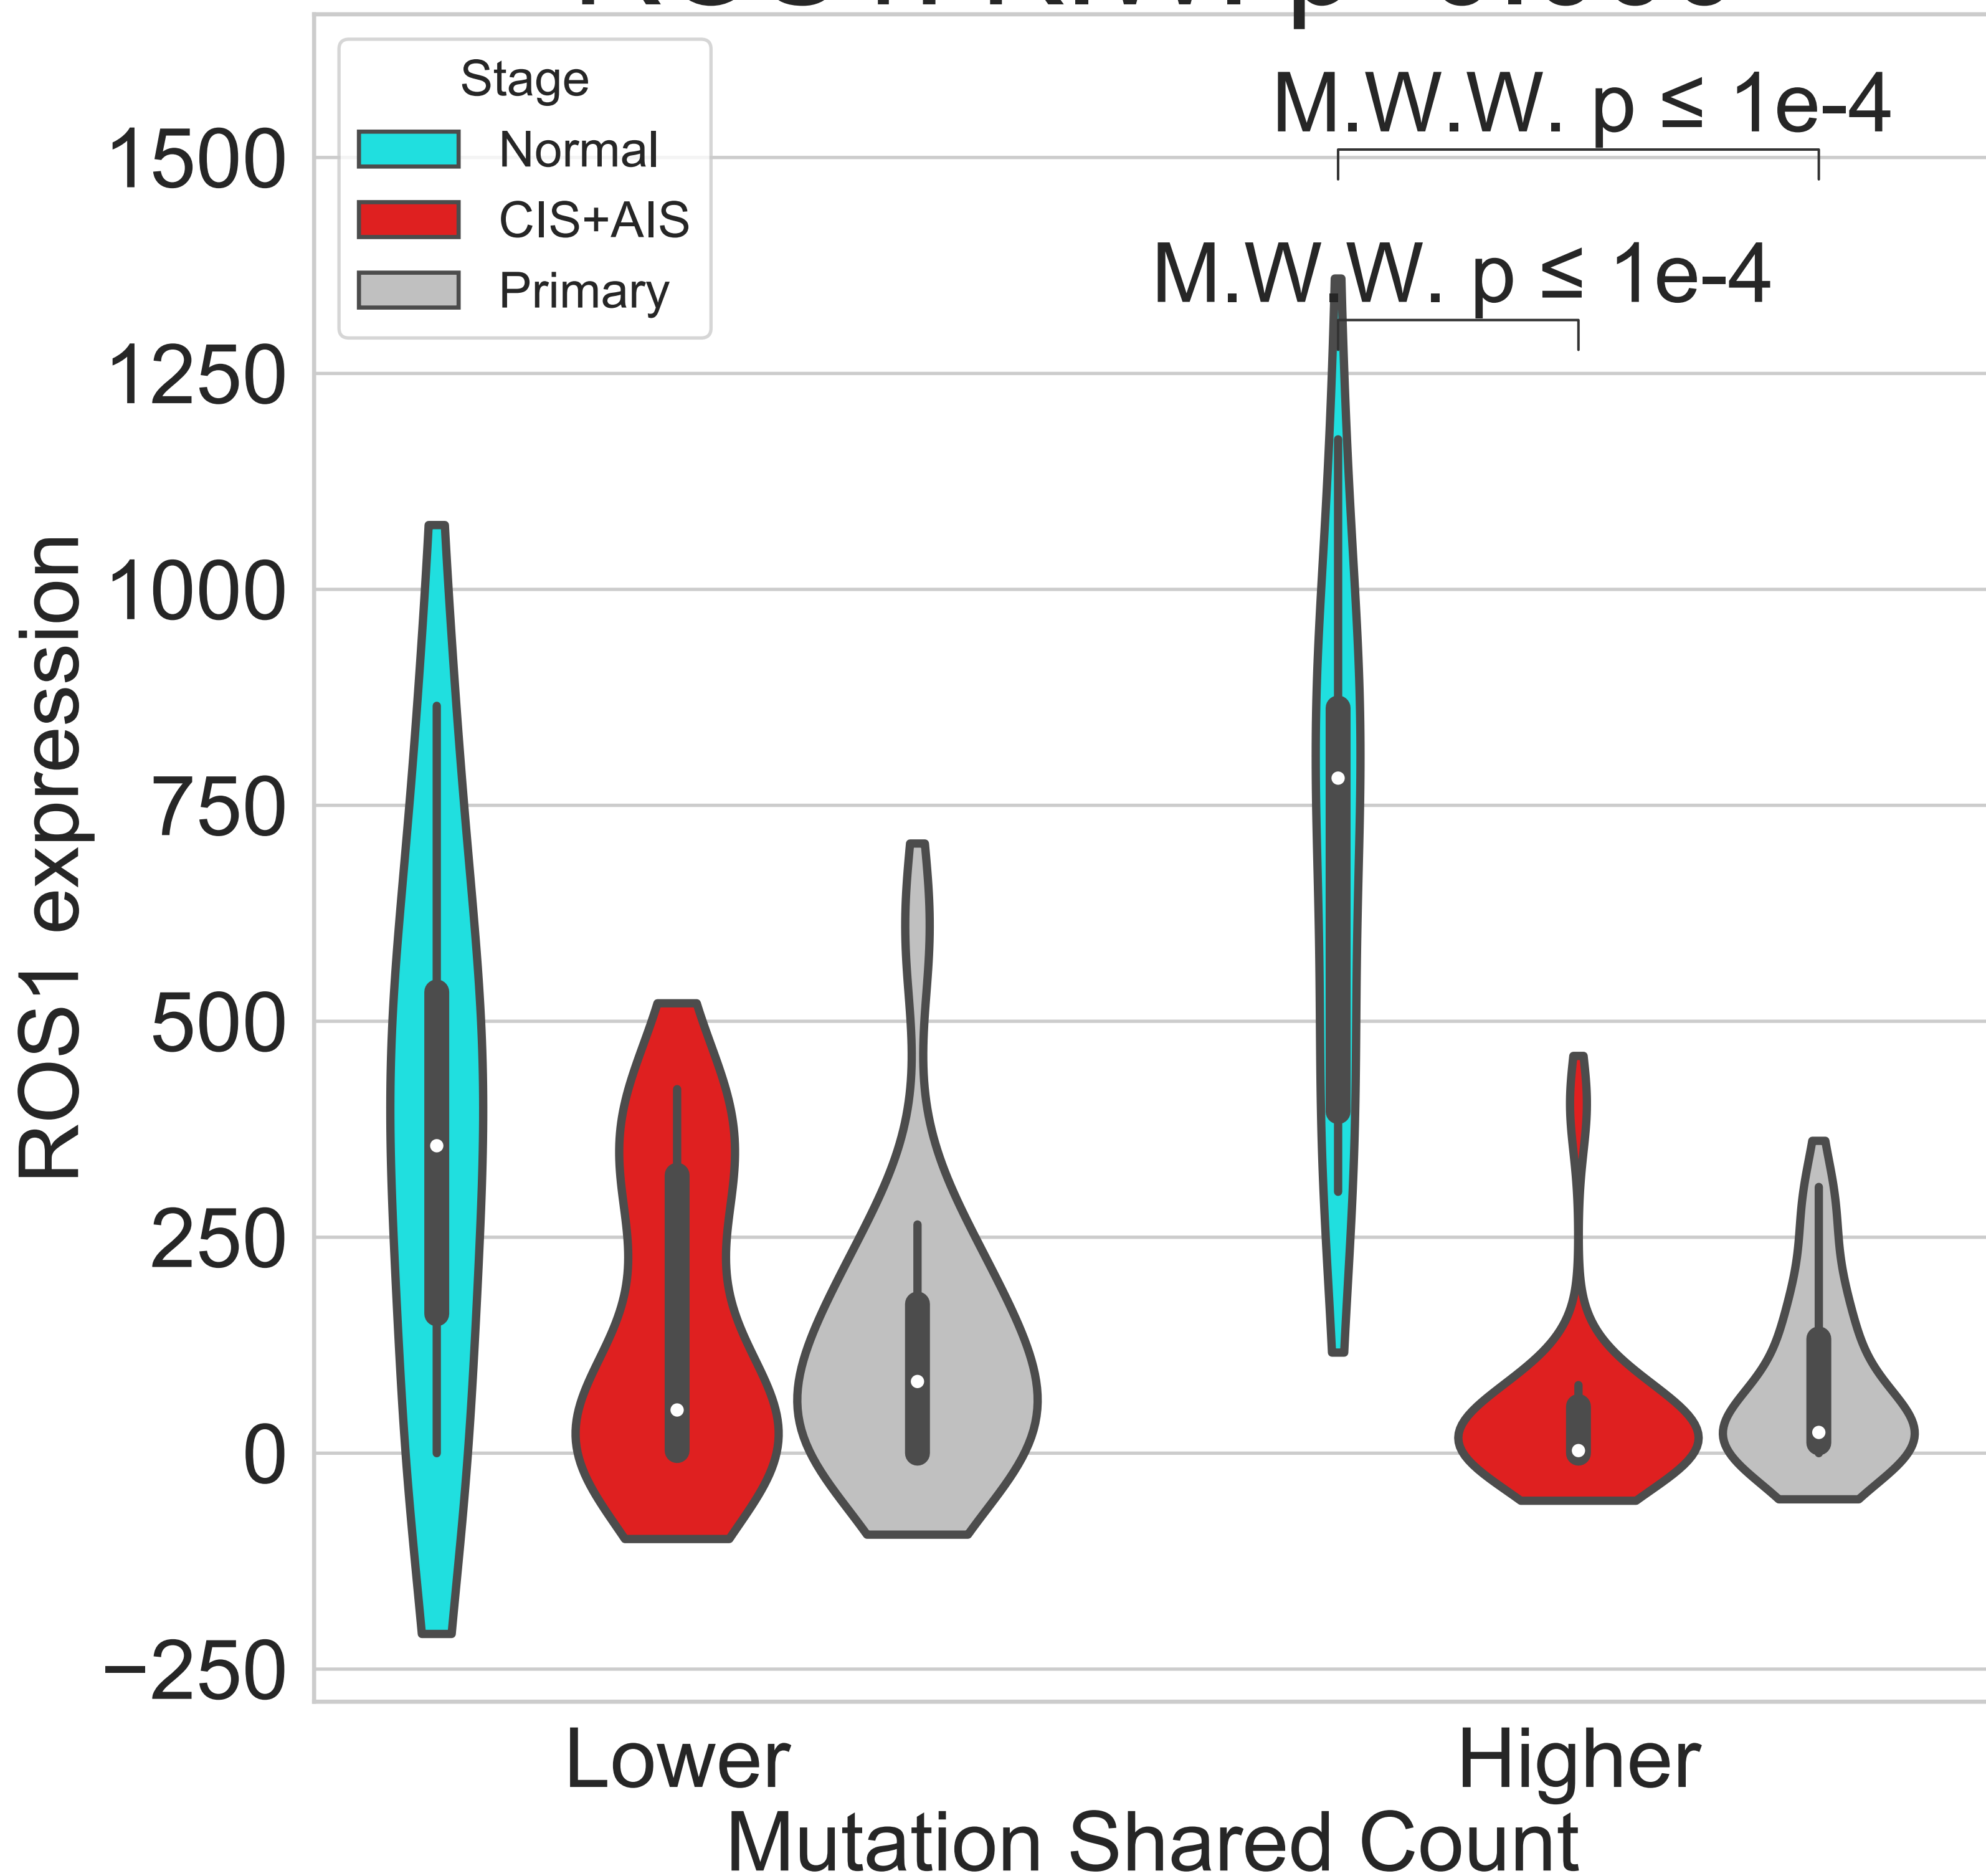 Stage
Normal
CIS+AIS
Primary
M.W.W. p ≤ 1e-4
M.W.W. p ≤ 1e-4
1500
1250
1000
750
500
250
0
−250
ROS1 expression
Lower
Higher
Mutation Shared Count